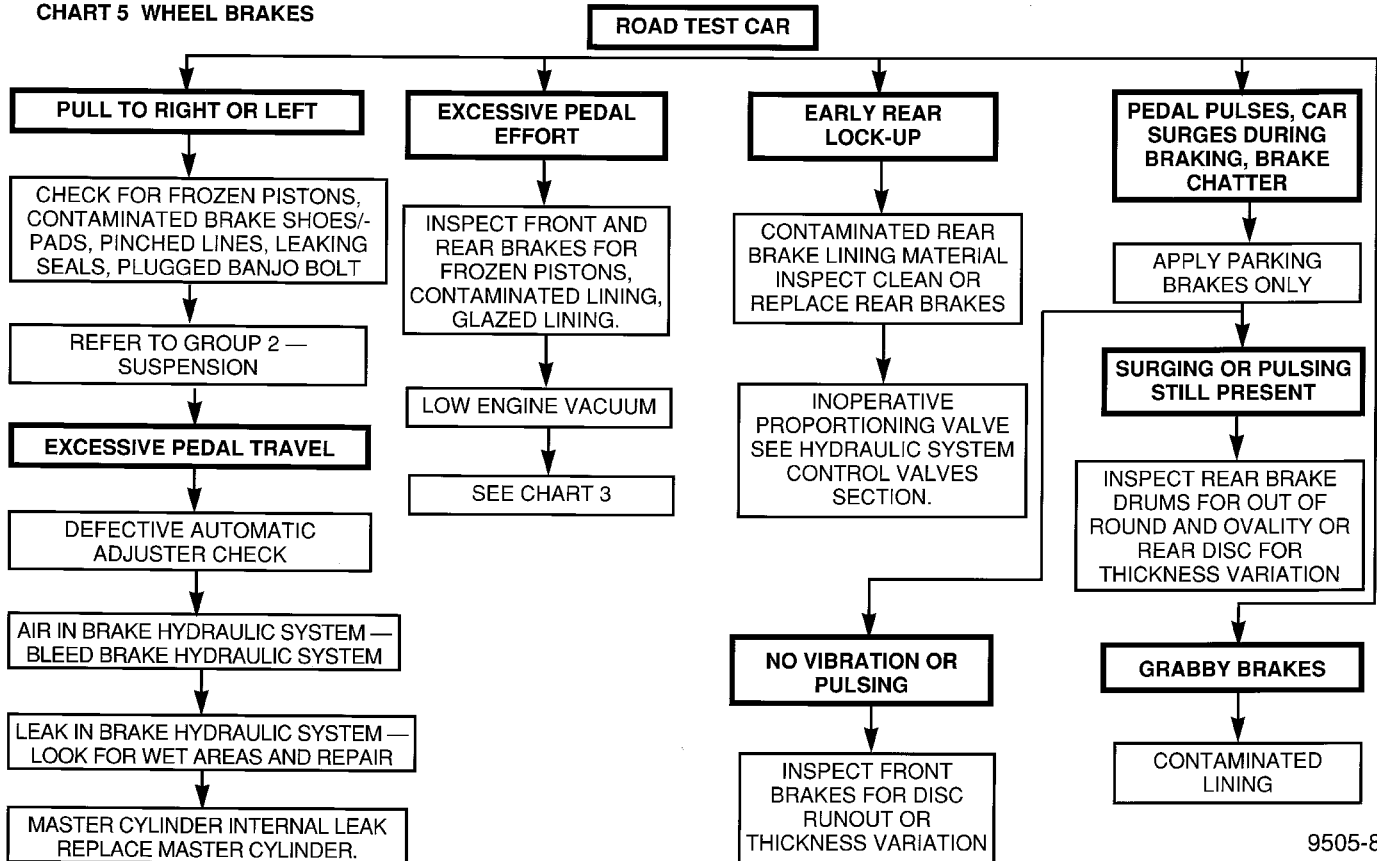 CHART 5 WHEEL BRAKES
ROAD TEST CAR
PULL TO RIGHT OR LEFT
CHECK FOR FROZEN PISTONS,
CONTAMINATED BRAKE SHOES/-
PADS, PINCHED LINES, LEAKING
SEALS, PLUGGED BANJO BOLT
REFER TO GROUP 2 —
SUSPENSION
EXCESSIVE PEDAL TRAVEL
DEFECTIVE AUTOMATIC
ADJUSTER CHECK
AIR IN BRAKE HYDRAULIC SYSTEM —
BLEED BRAKE HYDRAULIC SYSTEM
LEAK IN BRAKE HYDRAULIC SYSTEM —
LOOK FOR WET AREAS AND REPAIR
MASTER CYLINDER INTERNAL LEAK
REPLACE MASTER CYLINDER.
EXCESSIVE PEDAL
EFFORT
INSPECT FRONT AND
REAR BRAKES FOR
FROZEN PISTONS,
CONTAMINATED LINING,
GLAZED LINING.
LOW ENGINE VACUUM
SEE CHART 3
EARLY REAR
LOCK-UP
CONTAMINATED REAR
BRAKE LINING MATERIAL
INSPECT CLEAN OR
REPLACE REAR BRAKES
INOPERATIVE
PROPORTIONING VALVE
SEE HYDRAULIC SYSTEM
CONTROL VALVES
SECTION.
PEDAL PULSES, CAR
SURGES DURING
BRAKING, BRAKE
CHATTER
APPLY PARKING
BRAKES ONLY
SURGING OR PULSING
STILL PRESENT
INSPECT REAR BRAKE
DRUMS FOR OUT OF
ROUND AND OVALITY OR
REAR DISC FOR
THICKNESS VARIATION
NO VIBRATION OR
PULSING
INSPECT FRONT
BRAKES FOR DISC
RUNOUT OR
THICKNESS VARIATION
GRABBY BRAKES
CONTAMINATED
LINING
9505-8